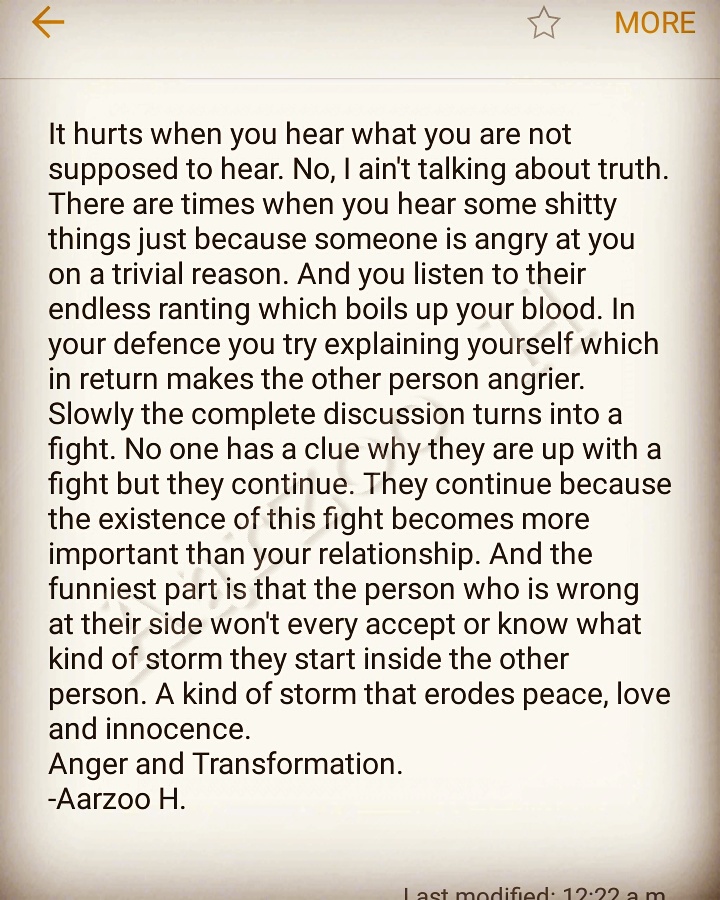 MORE
It hurts when you hear what you are not
supposed to hear. No, I ain't talking about truth.
There are times when you hear some shitty
things just because someone is angry at you
on a trivial reason. And you listen to their
endless ranting which boils up your blood. In
your defence you try explaining yourself which
in return makes the other person angrier.
Slowly the complete discussion turns into a
fight. No one has a clue why they are up with a
fight but they continue. They continue because
the existence of this fight becomes more
important than your relationship. And the
funniest part is that the person who is wrong
at their side won't every accept or know what
kind of storm they start inside the other
person. A kind of storm that erodes peace, love
and innocence.
Anger and Transformation.
-Aarzoo H.
Aarzoo H
Last modified: 12:22 a.m.